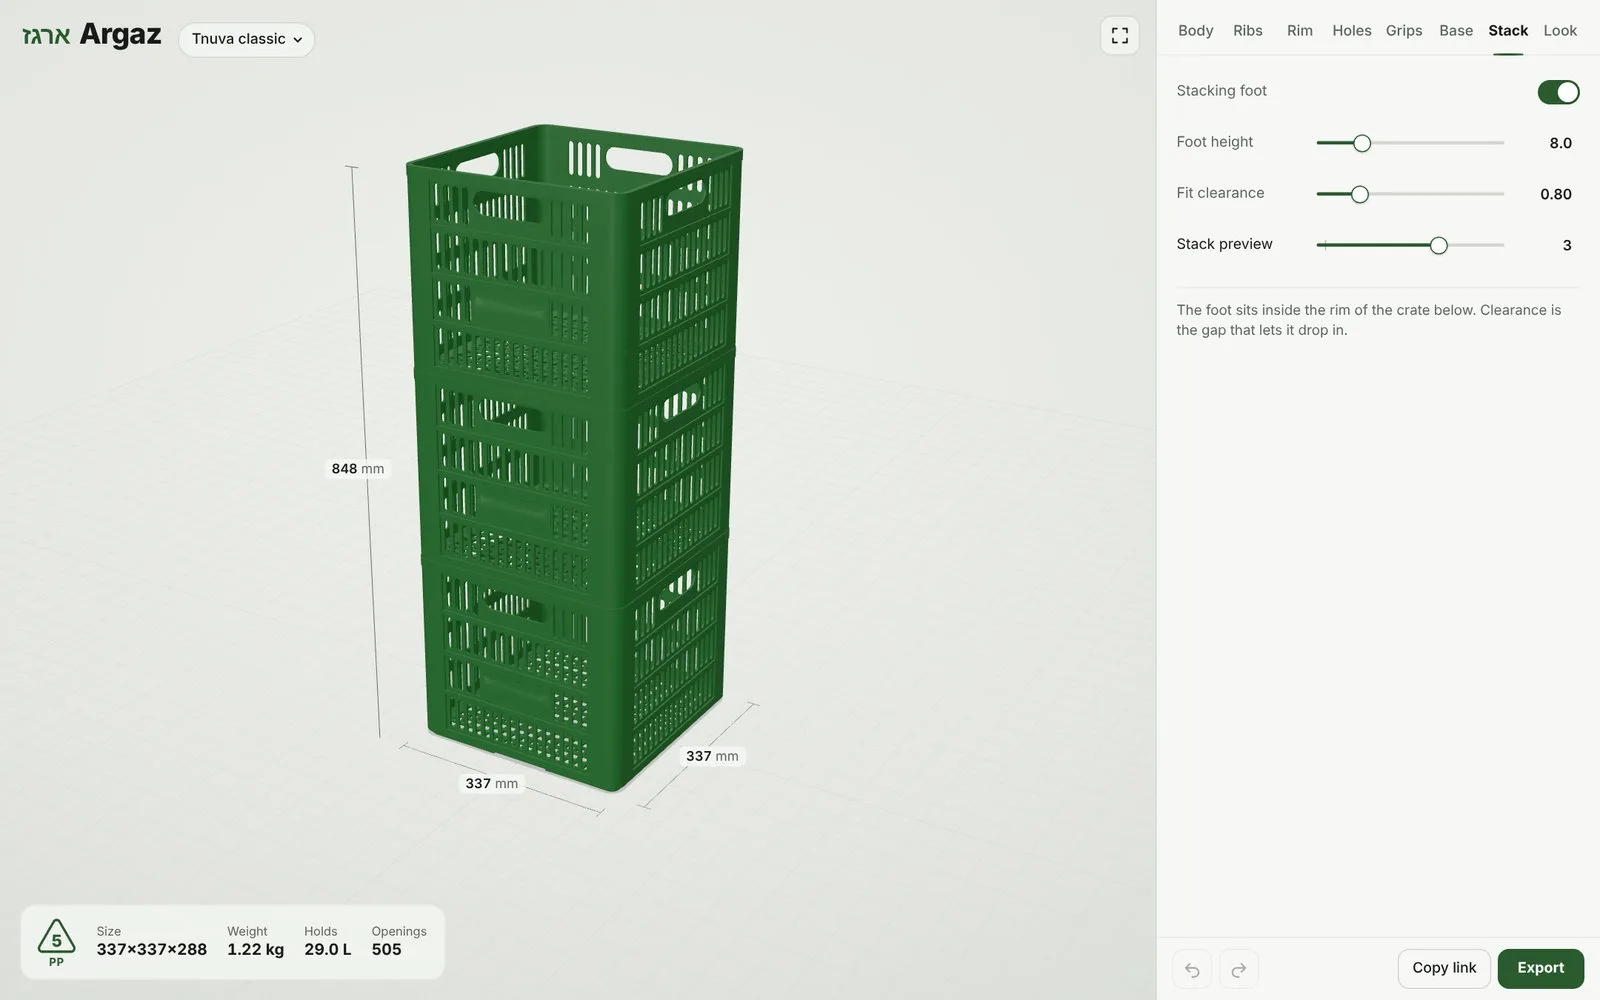 ארגז Argaz
Tnuva classic
Body Ribs Rim Holes Grips Base Stack Look
Stacking foot
Foot height 8.0
Fit clearance 0.80
Stack preview 3
The foot sits inside the rim of the crate below. Clearance is
the gap that lets it drop in.
848 mm
337 mm
337 mm
5
PP
Size Weight Holds Openings
337×337×288 1.22 kg 29.0 L 505
Copy link Export